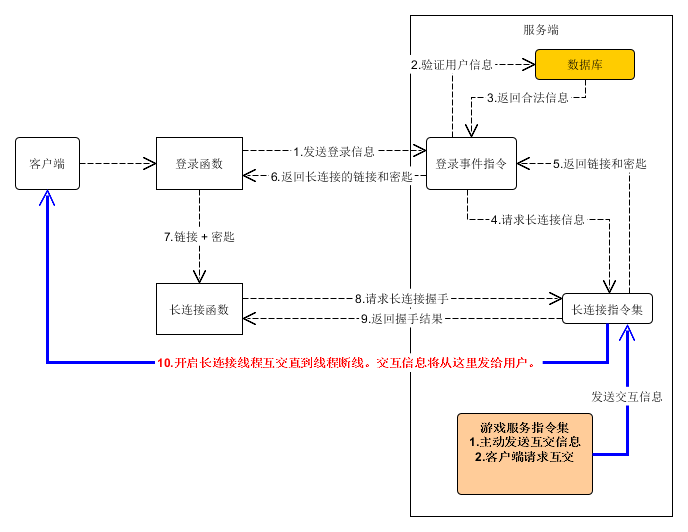 服务端
2.验证用户信息
数据库
3.返回合法信息
客户端
登录函数
1.发送登录信息
登录事件指令
5.返回链接和密匙
6.返回长连接的链接和密匙
4.请求长连接信息
7.链接 + 密匙
长连接函数
8.请求长连接握手
9.返回握手结果
长连接指令集
10.开启长连接线程互交直到线程断线。交互信息将从这里发给用户。
发送交互信息
游戏服务指令集
1.主动发送互交信息
2.客户端请求互交